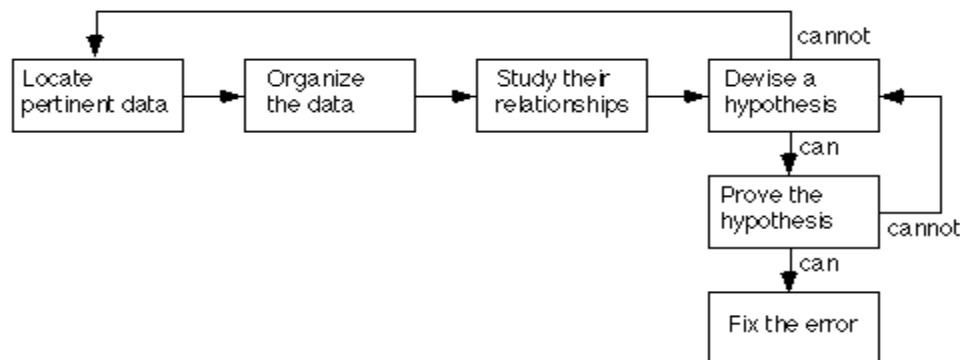 cannot
Locate
pertinent data
Organize
the data
Study their
relationships
Devise a
hypothesis
can
Prove the
hypothesis
cannot
can
Fix the error